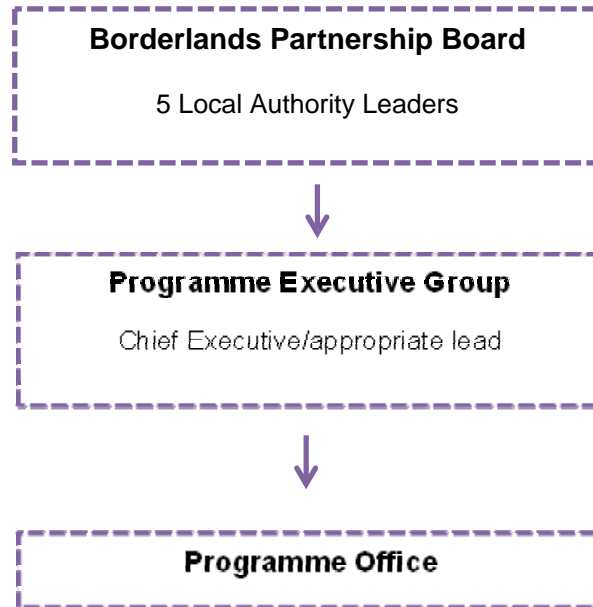 Borderlands Partnership Board
5 Local Authority Leaders
Programme Executive Group
Chief Executive/appropriate lead
Programme Office